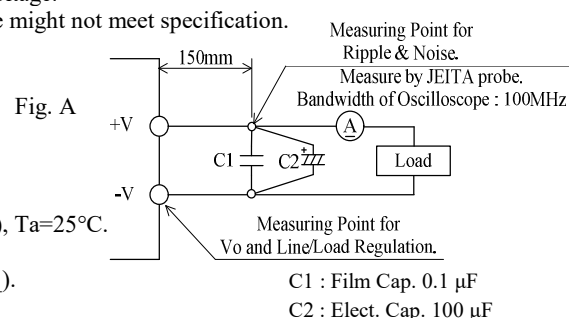 e might not meet specification.
Measuring Point for
Ripple & Noise.
150mm
Measure by JEITA probe.
Bandwidth of Oscilloscope : 100MHz
Fig. A
+V
A
C1
C2
+
Load
-V
), Ta=25°C.
Measuring Point for
Vo and Line/Load Regulation.
).
C1 : Film Cap. 0.1 µF
C2 : Elect. Cap. 100 µF